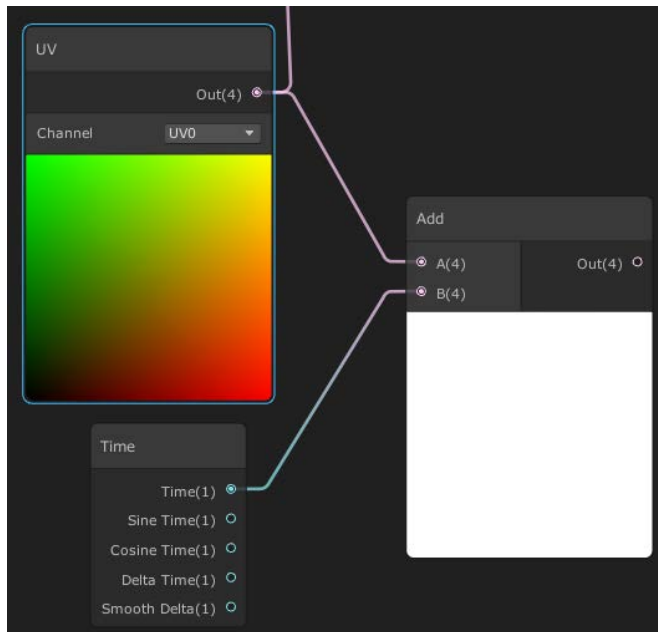 UV
Out(4)
Channel UV0
Add
A(4) Out(4)
B(4)
Time
Time(1)
Sine Time(1)
Cosine Time(1)
Delta Time(1)
Smooth Delta(1)